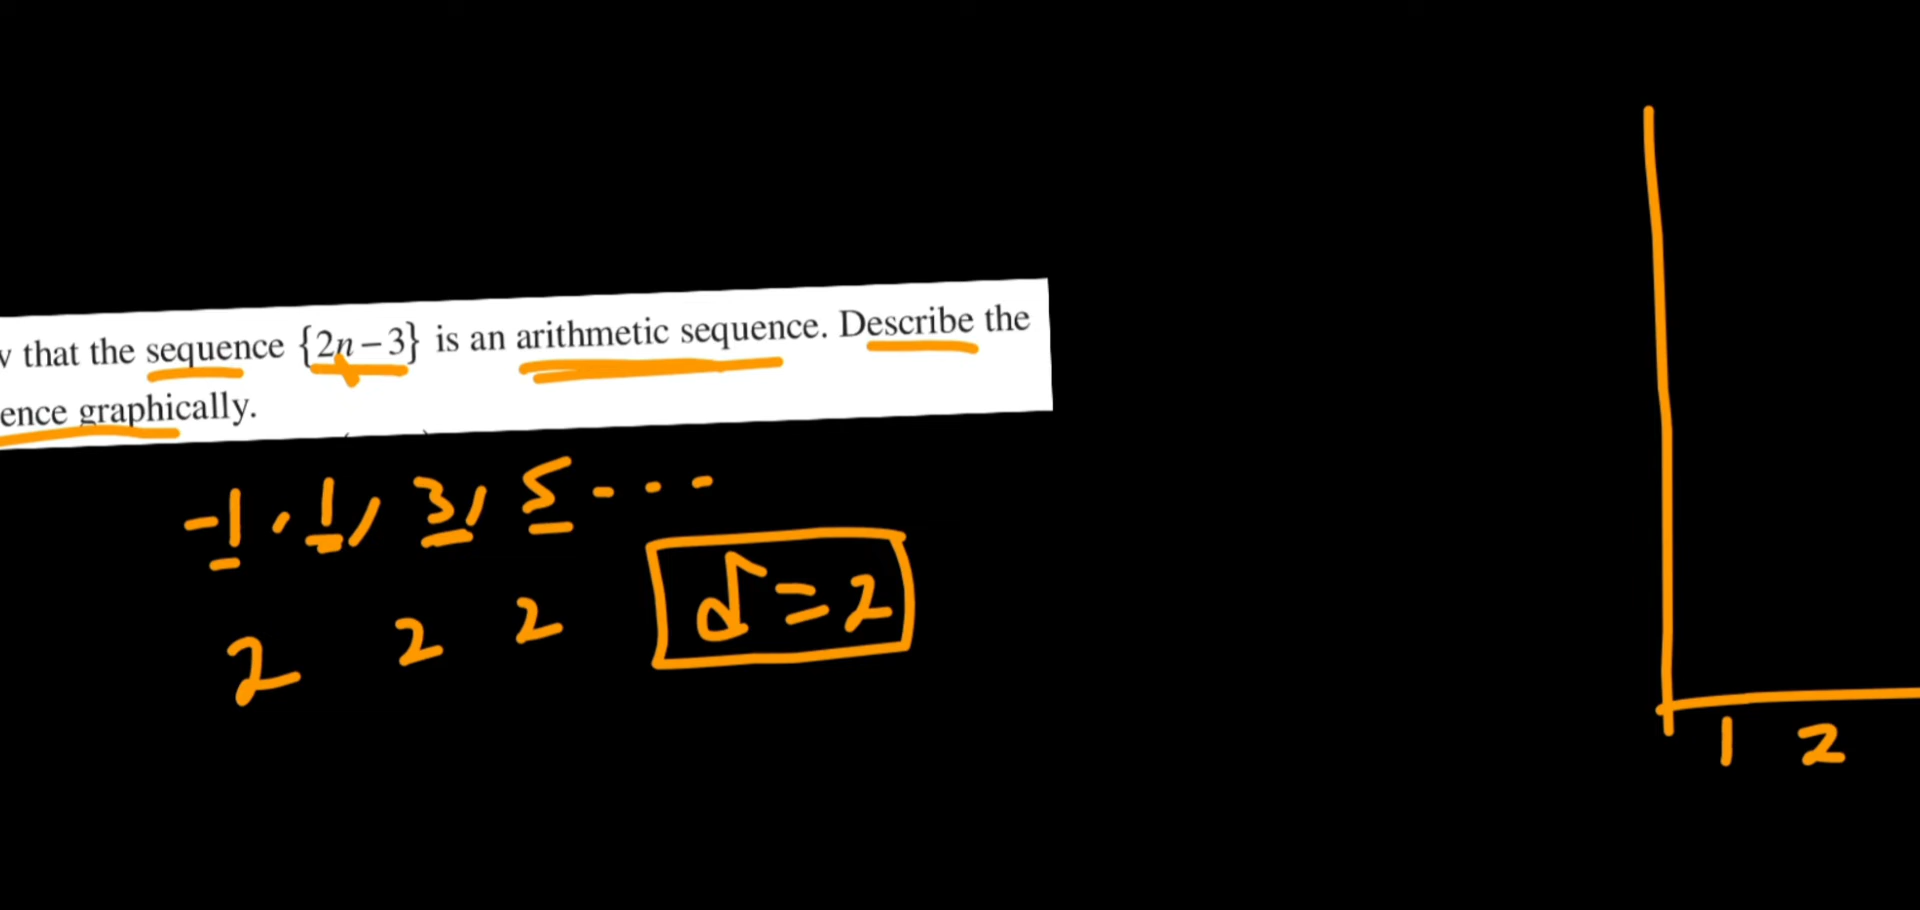 that the sequence {2n – 3} is an arithmetic sequence. Describe the
graphically.
-1, 1, 3, 5 ...
2 2 2 d = 2
1 2